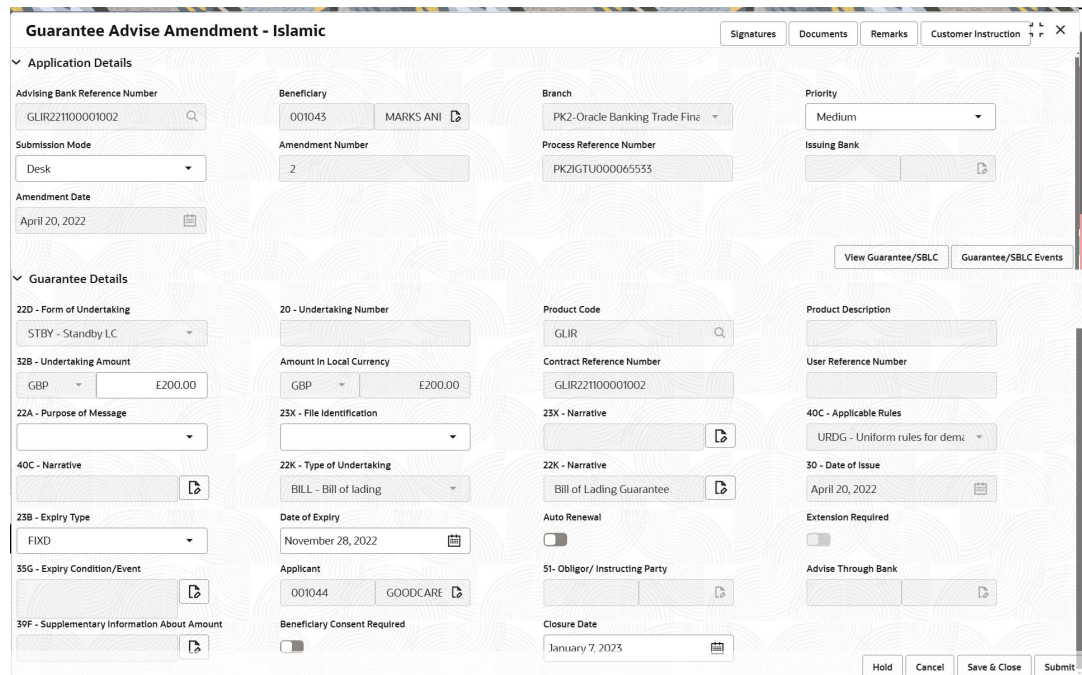 Guarantee Advise Amendment - Islamic
Signatures Documents Remarks Customer Instruction
Application Details
Advising Bank Reference Number Beneficiary Branch Priority
GLIR221100001002 001043 MARKS ANI PK2-Oracle Banking Trade Fina Medium
Submission Mode Amendment Number Process Reference Number Issuing Bank
Desk 2 PK2IGTU000065533
Amendment Date
April 20, 2022
View Guarantee/SBLC Guarantee/SBLC Events
Guarantee Details
22D - Form of Undertaking 20 - Undertaking Number Product Code Product Description
STBY - Standby LC GLIR
32B - Undertaking Amount Amount In Local Currency Contract Reference Number User Reference Number
GBP £200.00 GBP £200.00 GLIR221100001002
22A - Purpose of Message 23X - File Identification 23X - Narrative 40C - Applicable Rules
URDG - Uniform rules for dema
40C - Narrative 22K - Type of Undertaking 22K - Narrative 30 - Date of Issue
BILL - Bill of lading Bill of Lading Guarantee April 20, 2022
23B - Expiry Type Date of Expiry Auto Renewal Extension Required
FIXD November 28, 2022
35G - Expiry Condition/Event Applicant 51- Obligor/ Instructing Party Advise Through Bank
001044 GOODCARE
39F - Supplementary Information About Amount Beneficiary Consent Required Closure Date
January 7, 2023
Hold Cancel Save & Close Submit